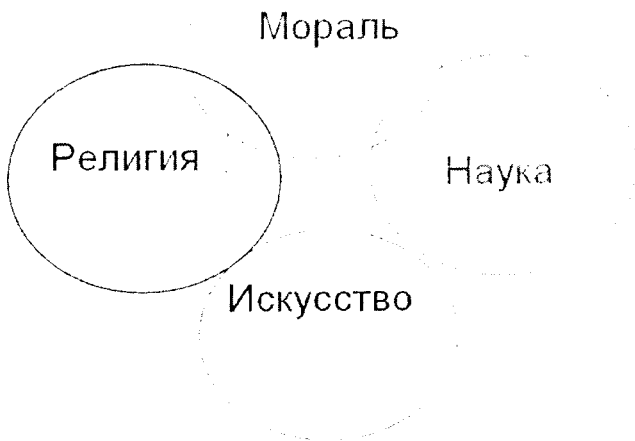 Мораль
Религия
Наука
Искусство